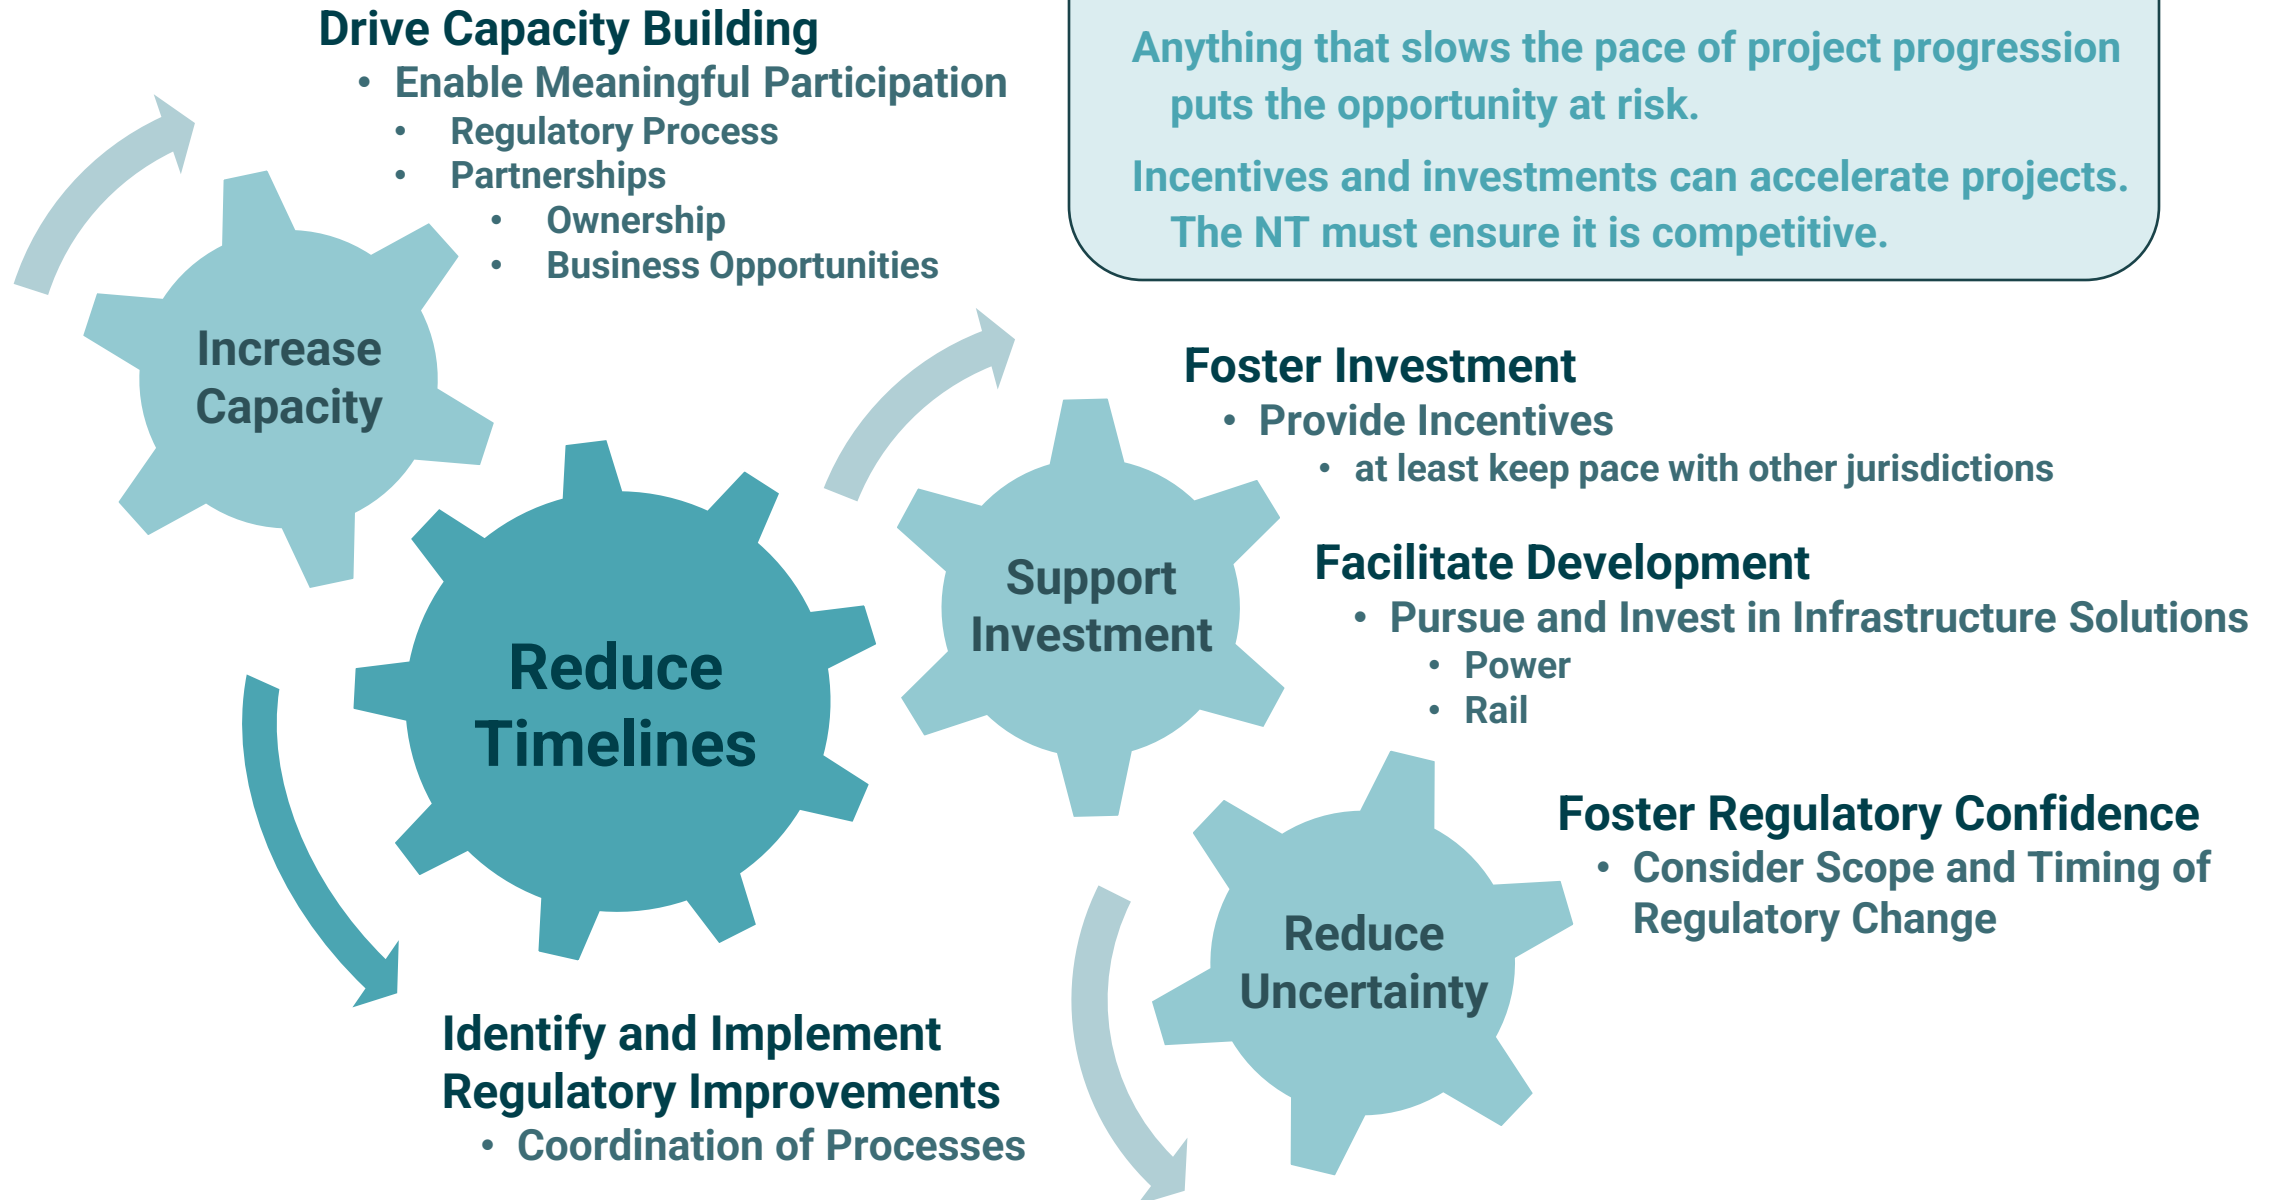 Drive Capacity Building
• Enable Meaningful Participation
• Regulatory Process
• Partnerships
• Ownership
• Business Opportunities
Anything that slows the pace of project progression
puts the opportunity at risk.
Incentives and investments can accelerate projects.
The NT must ensure it is competitive.
Increase
Capacity
Foster Investment
• Provide Incentives
• at least keep pace with other jurisdictions
Support
Investment
Facilitate Development
• Pursue and Invest in Infrastructure Solutions
• Power
• Rail
Reduce
Timelines
Foster Regulatory Confidence
• Consider Scope and Timing of
Regulatory Change
Reduce
Uncertainty
Identify and Implement
Regulatory Improvements
• Coordination of Processes